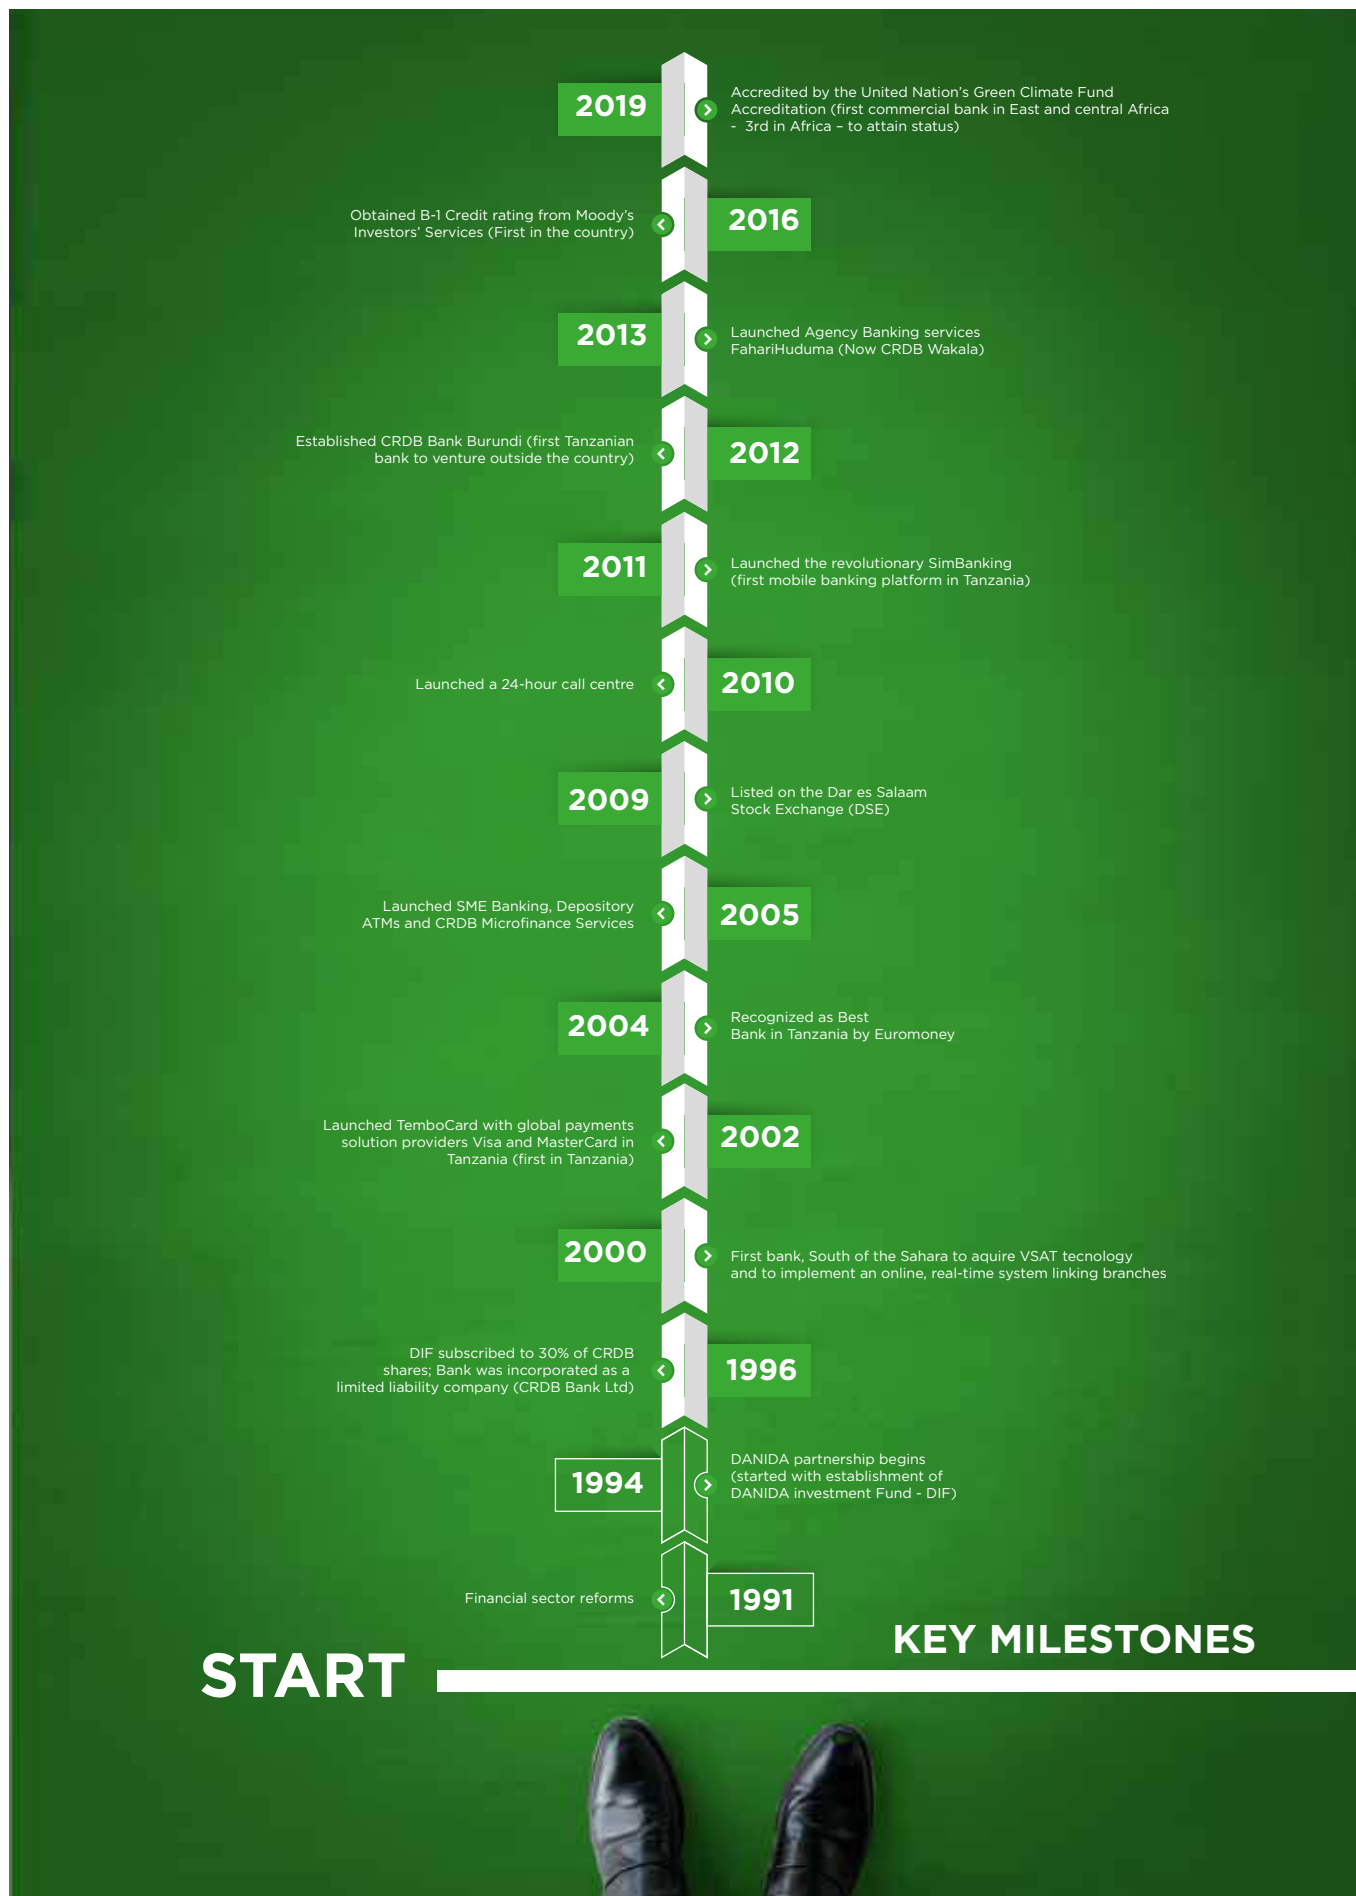 2019
Accredited by the United Nation's Green Climate Fund
Accreditation (first commercial bank in East and central Africa
-  3rd in Africa – to attain status)
Obtained B-1 Credit rating from Moody's
Investors' Services (First in the country)
2016
2013
Launched Agency Banking services
FahariHuduma (Now CRDB Wakala)
Established CRDB Bank Burundi (first Tanzanian
bank to venture outside the country)
2012
2011
Launched the revolutionary SimBanking
(first mobile banking platform in Tanzania)
Launched a 24-hour call centre
2010
2009
Listed on the Dar es Salaam
Stock Exchange (DSE)
Launched SME Banking, Depository
ATMs and CRDB Microfinance Services
2005
2004
Recognized as Best
Bank in Tanzania by Euromoney
Launched TemboCard with global payments
solution providers Visa and MasterCard in
Tanzania (first in Tanzania)
2002
2000
First bank, South of the Sahara to aquire VSAT tecnology
and to implement an online, real-time system linking branches
DIF subscribed to 30% of CRDB
shares; Bank was incorporated as a
limited liability company (CRDB Bank Ltd)
1996
1994
DANIDA partnership begins
(started with establishment of
DANIDA investment Fund - DIF)
Financial sector reforms
1991
KEY MILESTONES
START